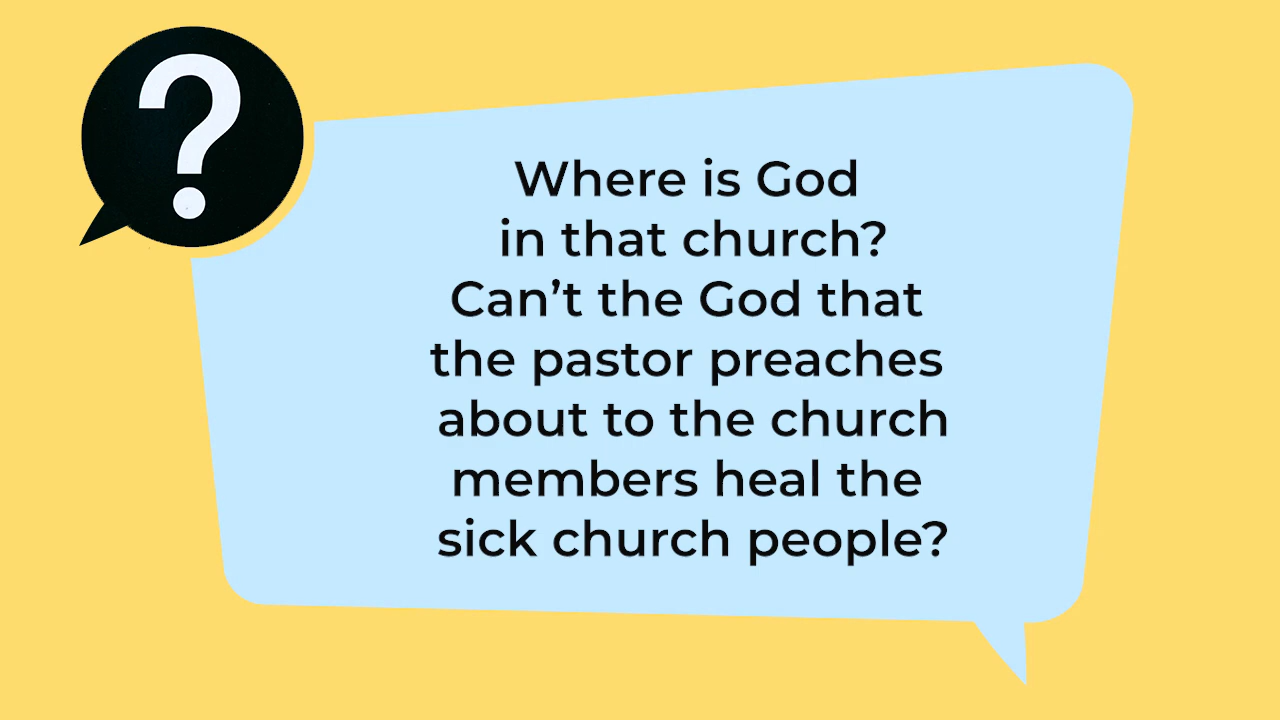 ?
Where is God
in that church?
Can’t the God that
the pastor preaches
about to the church
members heal the
sick church people?